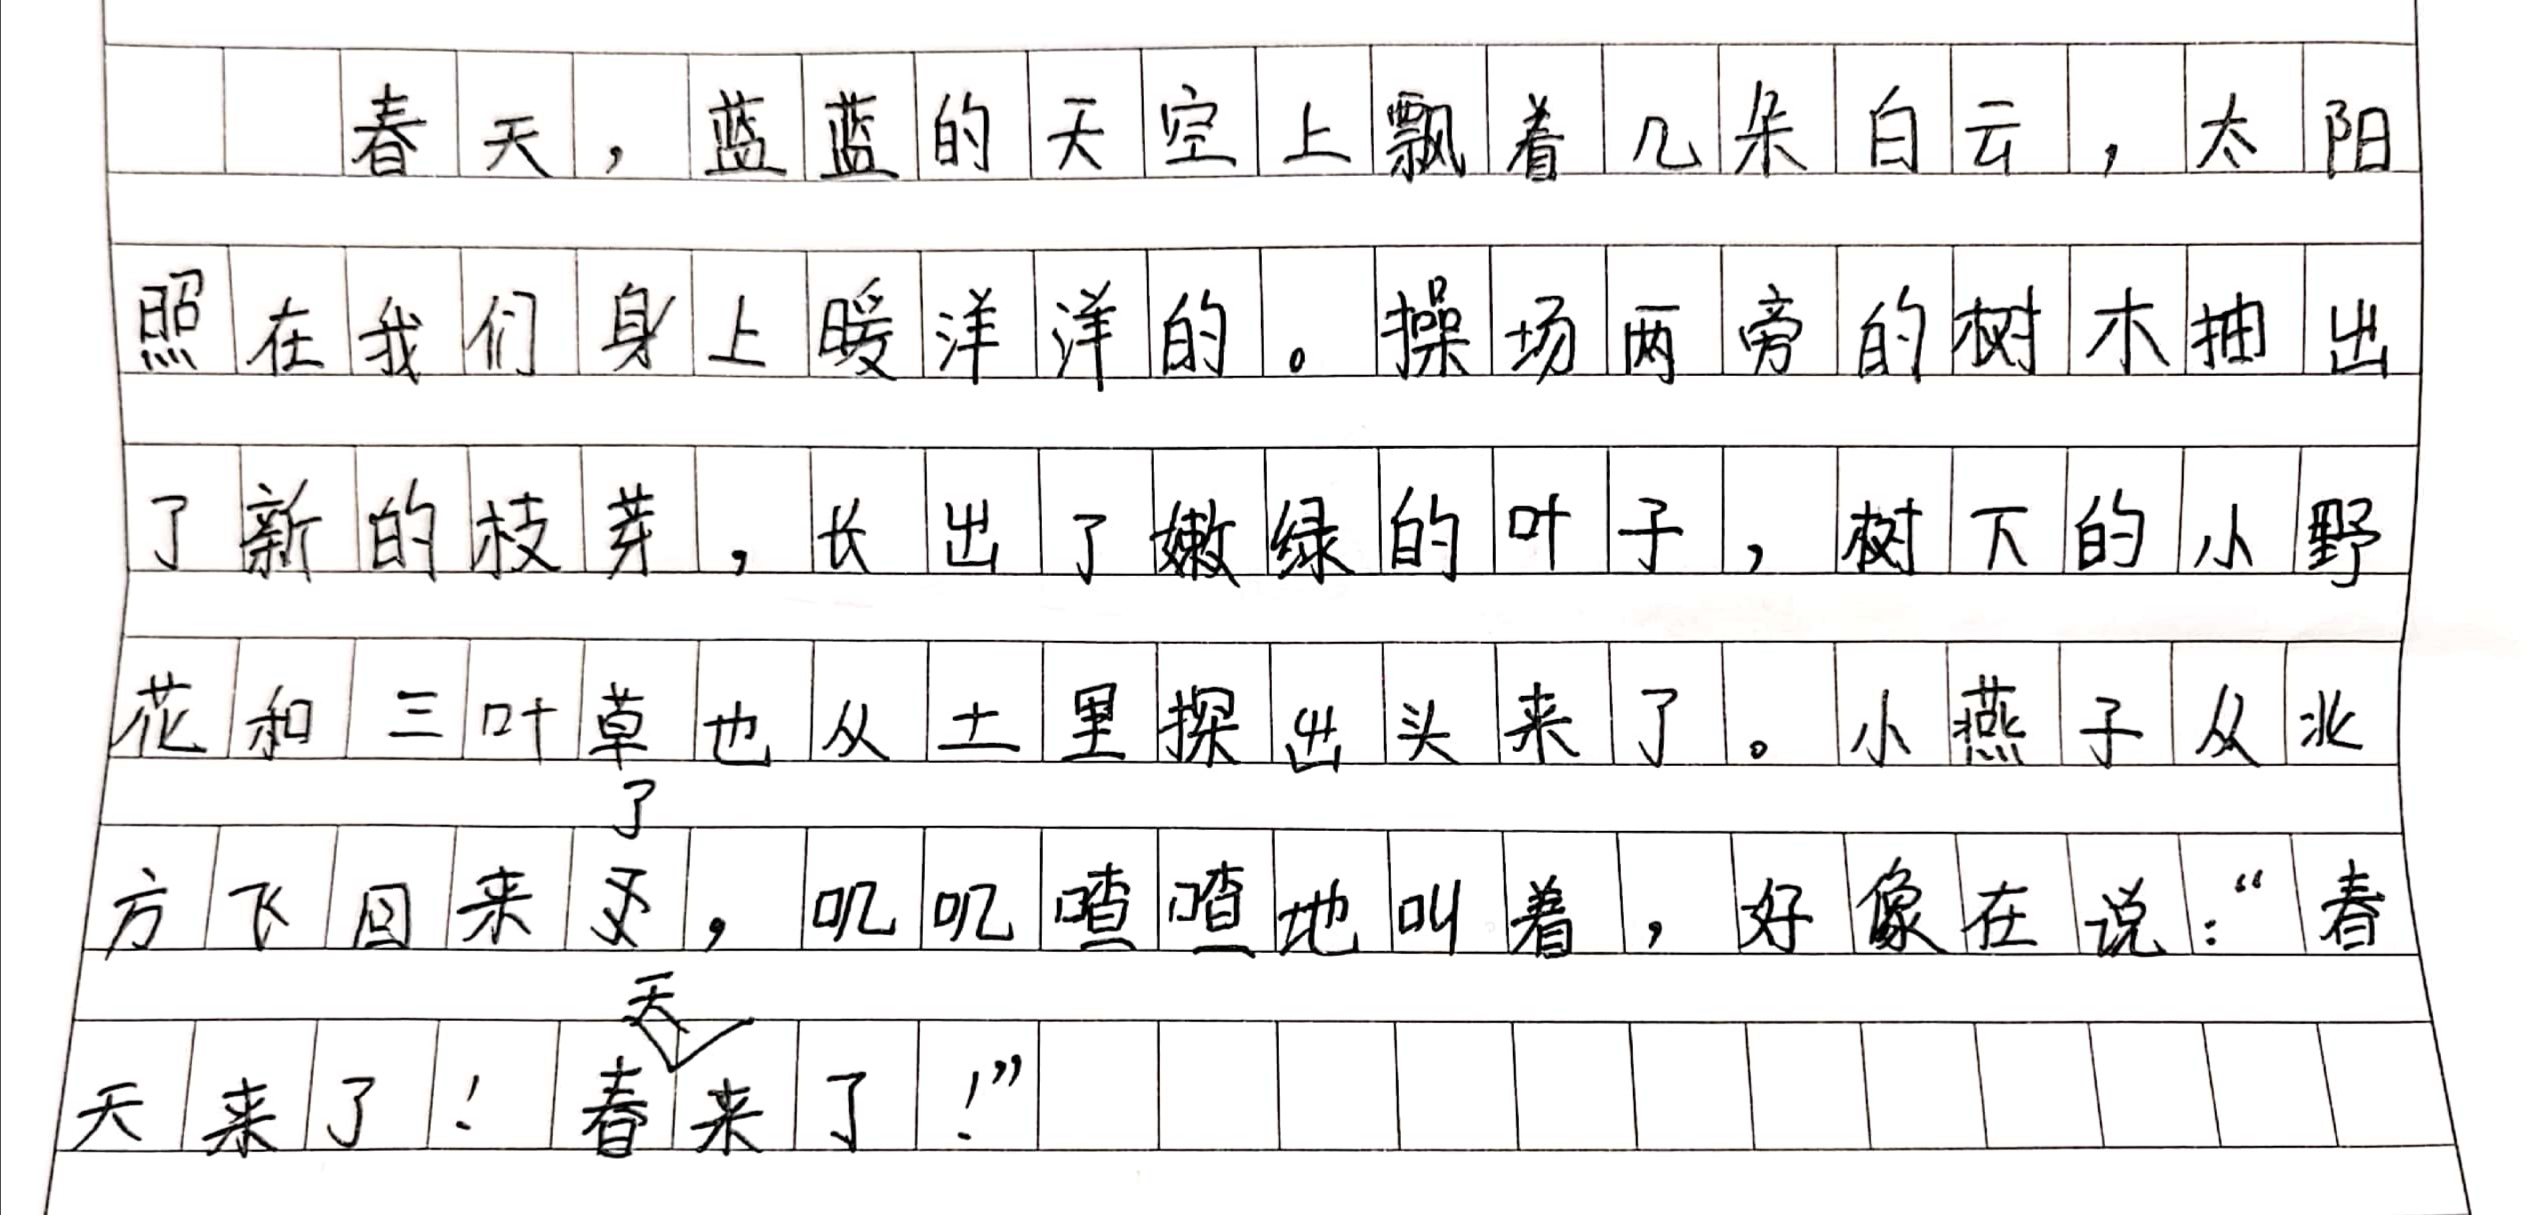 春天，蓝蓝的天空上飘着几朵白云，太阳
照在我们身上暖洋洋的。操场两旁的树木抽出
了新的枝芽，长出了嫩绿的叶子，树下的小野
花和三叶草也从土里探出头来了。小燕子从北
方飞回来了，叽叽喳喳地叫着，好像在说：“春
天来了！春天来了！”